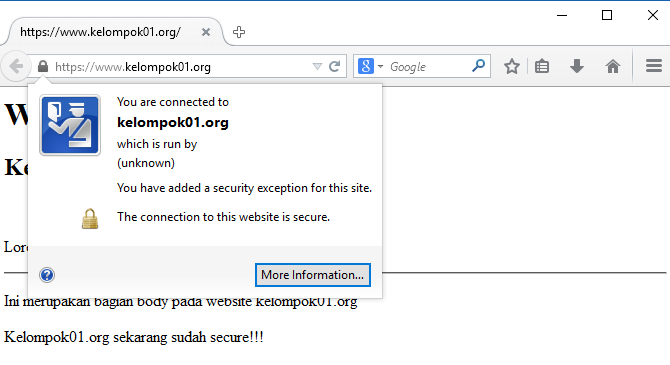 https://www.kelompok01.org/
https://www.kelompok01.org
Google
W
You are connected to
kelompok01.org
which is run by
(unknown)
Ke
You have added a security exception for this site.
The connection to this website is secure.
Lore
More Information...
Ini merupakan bagian body pada website kelompok01.org
Kelompok01.org sekarang sudah secure!!!